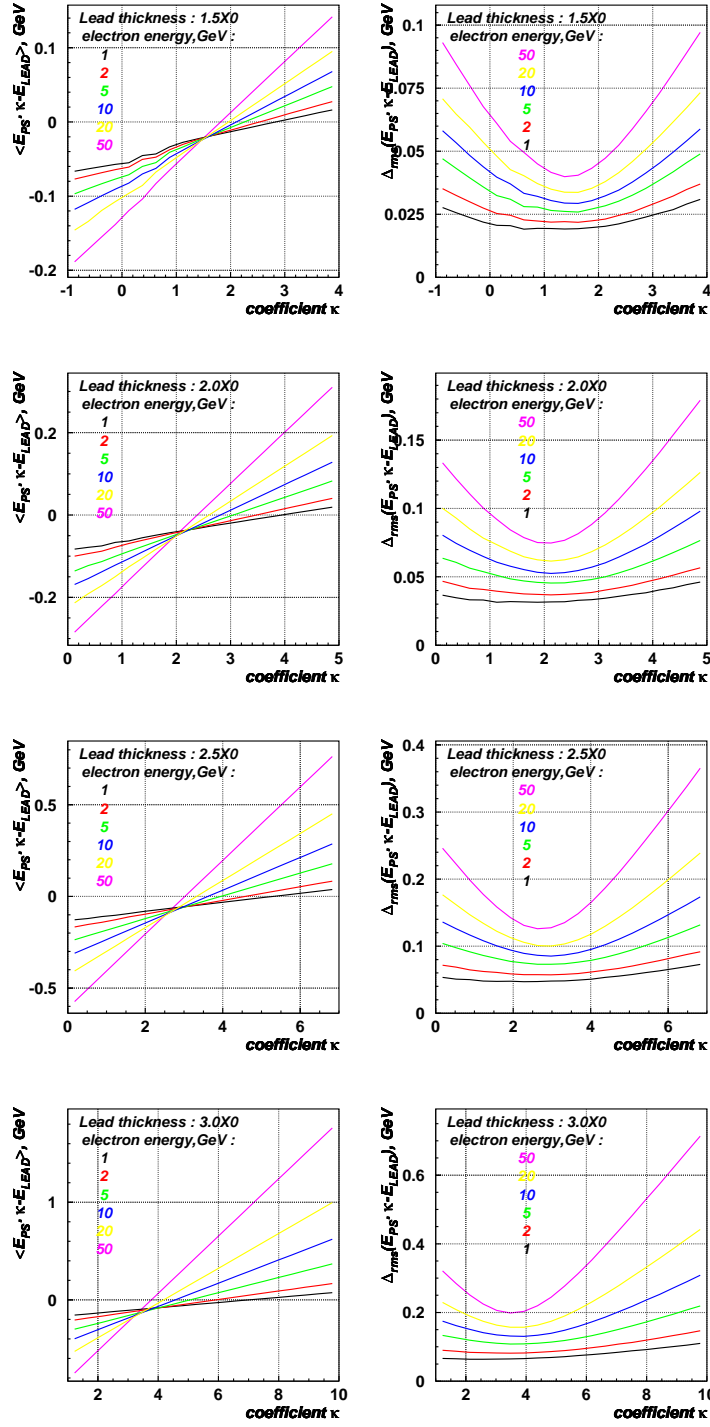 <E_PS· κ-E_LEAD>, GeV
Lead thickness : 1.5X0
electron energy,GeV :
1
2
5
10
20
50
0.1
0
-0.1
-0.2
-1 0 1 2 3 4
coefficient κ
Δ_rms(E_PS· κ-E_LEAD), GeV
Lead thickness : 1.5X0
electron energy,GeV :
50
20
10
5
2
1
0.1
0.075
0.05
0.025
0
-1 0 1 2 3 4
coefficient κ
<E_PS· κ-E_LEAD>, GeV
Lead thickness : 2.0X0
electron energy,GeV :
1
2
5
10
20
50
0.2
0
-0.2
0 1 2 3 4 5
coefficient κ
Δ_rms(E_PS· κ-E_LEAD), GeV
Lead thickness : 2.0X0
electron energy,GeV :
50
20
10
5
2
1
0.15
0.1
0.05
0
0 1 2 3 4 5
coefficient κ
<E_PS· κ-E_LEAD>, GeV
Lead thickness : 2.5X0
electron energy,GeV :
1
2
5
10
20
50
0.5
0
-0.5
0 2 4 6
coefficient κ
Δ_rms(E_PS· κ-E_LEAD), GeV
Lead thickness : 2.5X0
electron energy,GeV :
50
20
10
5
2
1
0.4
0.3
0.2
0.1
0
0 2 4 6
coefficient κ
<E_PS· κ-E_LEAD>, GeV
Lead thickness : 3.0X0
electron energy,GeV :
1
2
5
10
20
50
1
0
2 4 6 8 10
coefficient κ
Δ_rms(E_PS· κ-E_LEAD), GeV
Lead thickness : 3.0X0
electron energy,GeV :
50
20
10
5
2
1
0.6
0.4
0.2
0
2 4 6 8 10
coefficient κ